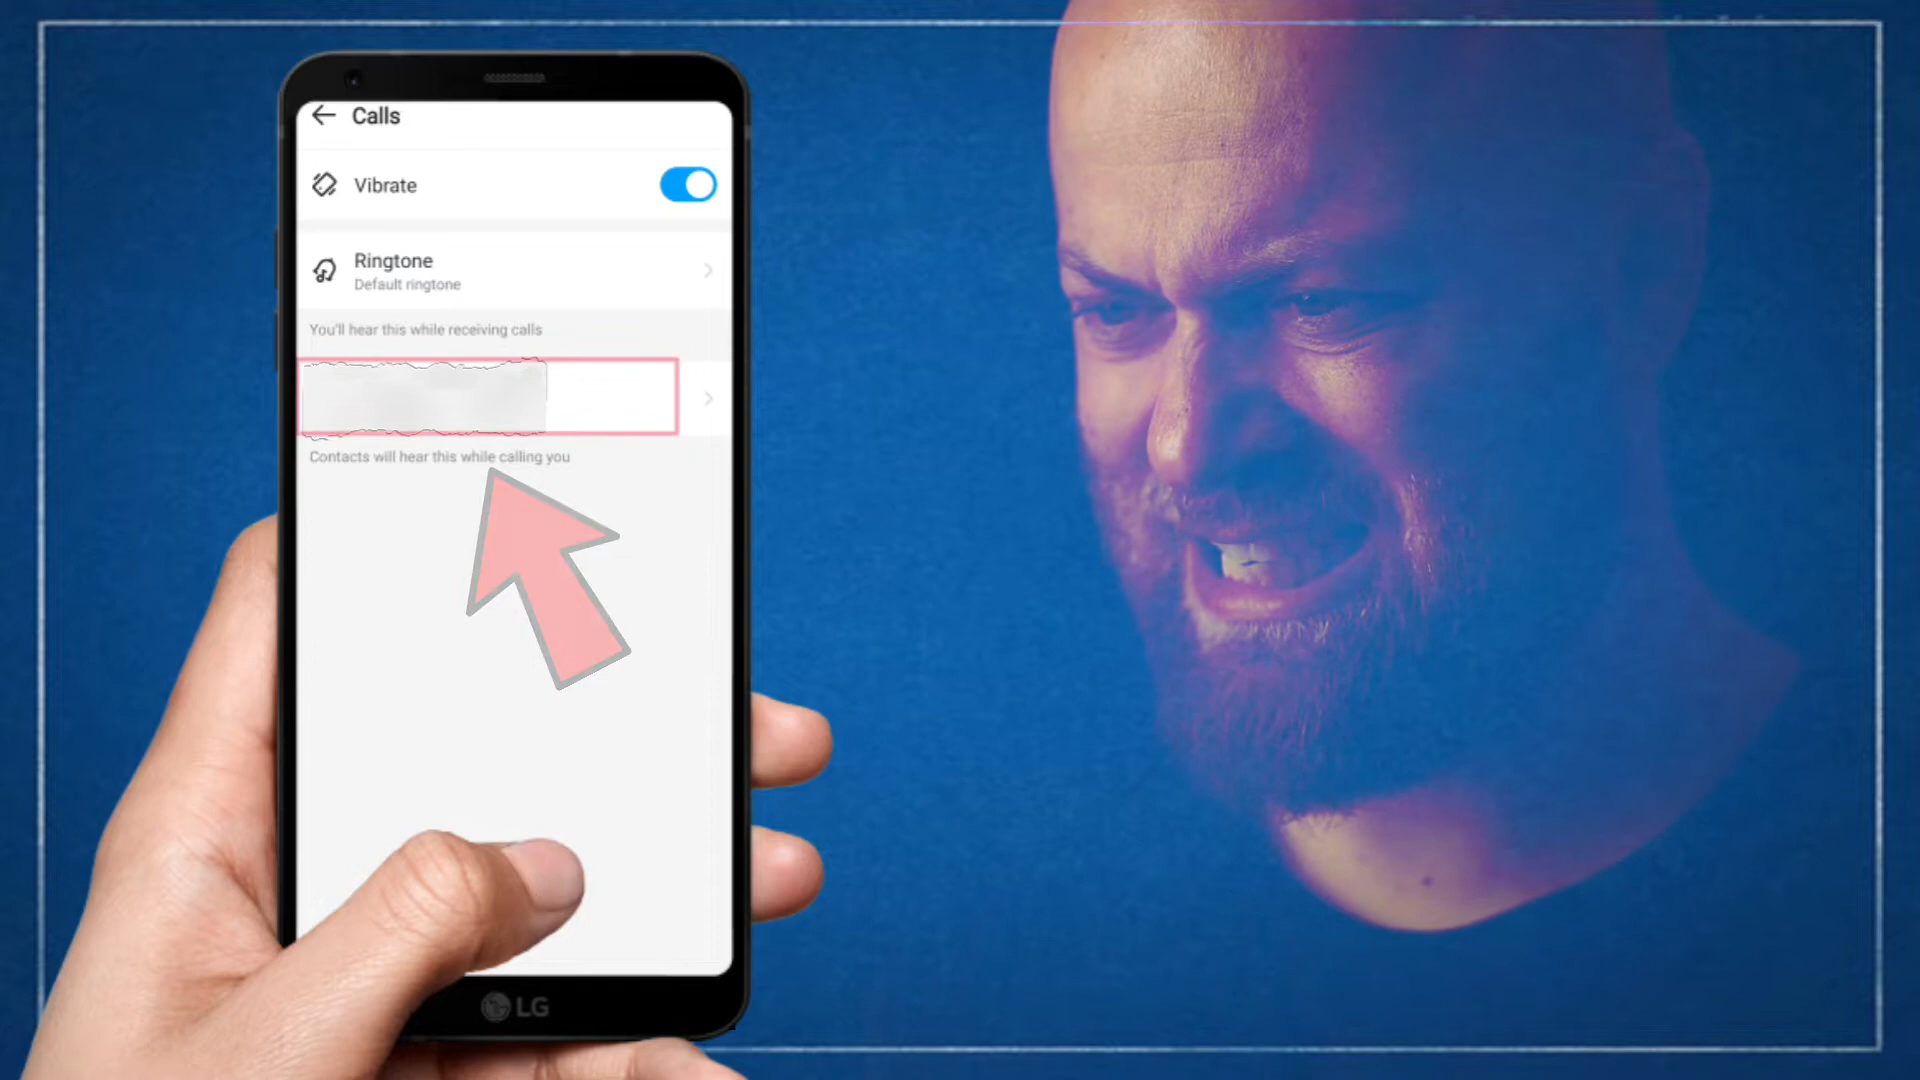 Calls
Vibrate
Ringtone
Default ringtone
You'll hear this while receiving calls
Contacts will hear this while calling you
LG